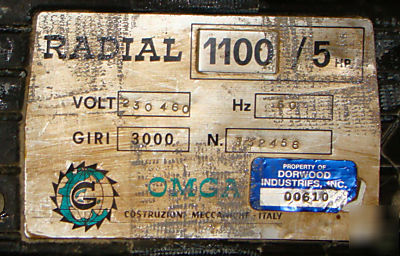 RADIAL 1100 /5 HP
VOLT 230 460 Hz 60
GIRI 3000 N. 332458
G
OMGA
COSTRUZIONI MECCANICHE - ITALY
PROPERTY OF
DORWOOD
INDUSTRIES, INC.
00610